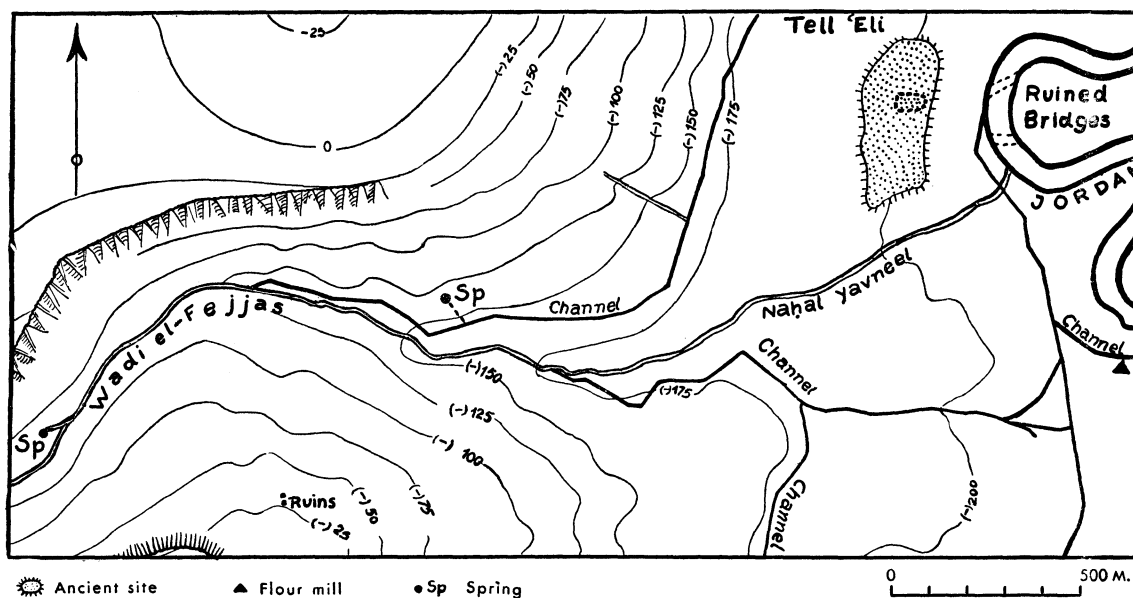 -25
0
(-)25
(-)50
(-)75
(-)100
(-)125
(-)150
(-)175
Tell 'Eli
Ruined
Bridges
JORDAN
Sp
Channel
Wadi el-Fejjas
Naḥal Yavneel
Channel
Channel
Sp
(-)150
(-)125
(-)100
(-)75
(-)50
(-)25
(-)175
Ruins
Channel
(-)200
Ancient site
Flour mill
Sp Spring
0 500 M.